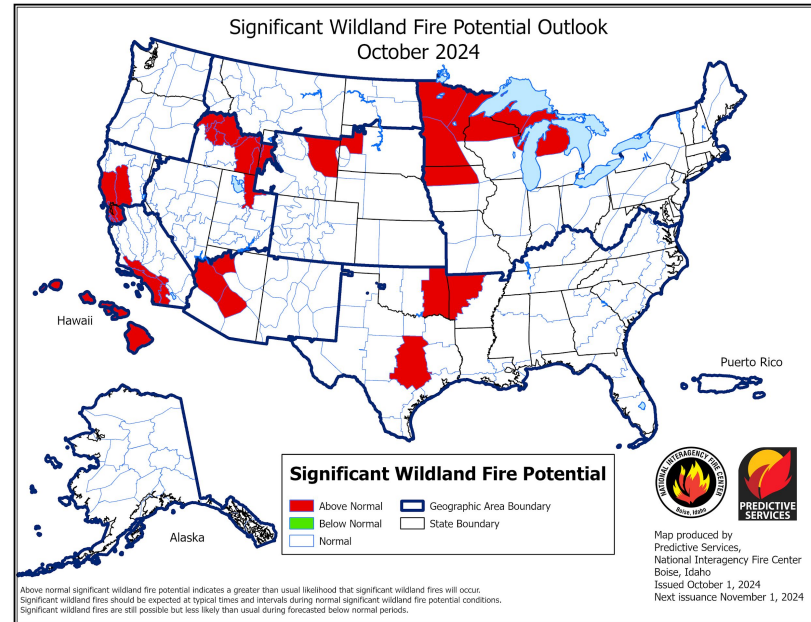 Significant Wildland Fire Potential Outlook
October 2024
Hawaii
Puerto Rico
Alaska
Significant Wildland Fire Potential
Above Normal
Geographic Area Boundary
Below Normal
State Boundary
Normal
NATIONAL INTERAGENCY FIRE CENTER
Boise, Idaho
PREDICTIVE
SERVICES
Map produced by
Predictive Services,
National Interagency Fire Center
Boise, Idaho
Issued October 1, 2024
Next issuance November 1, 2024
Above normal significant wildland fire potential indicates a greater than usual likelihood that significant wildland fires will occur.
Significant wildland fires should be expected at typical times and intervals during normal significant wildland fire potential conditions.
Significant wildland fires are still possible but less likely than usual during forecasted below normal periods.